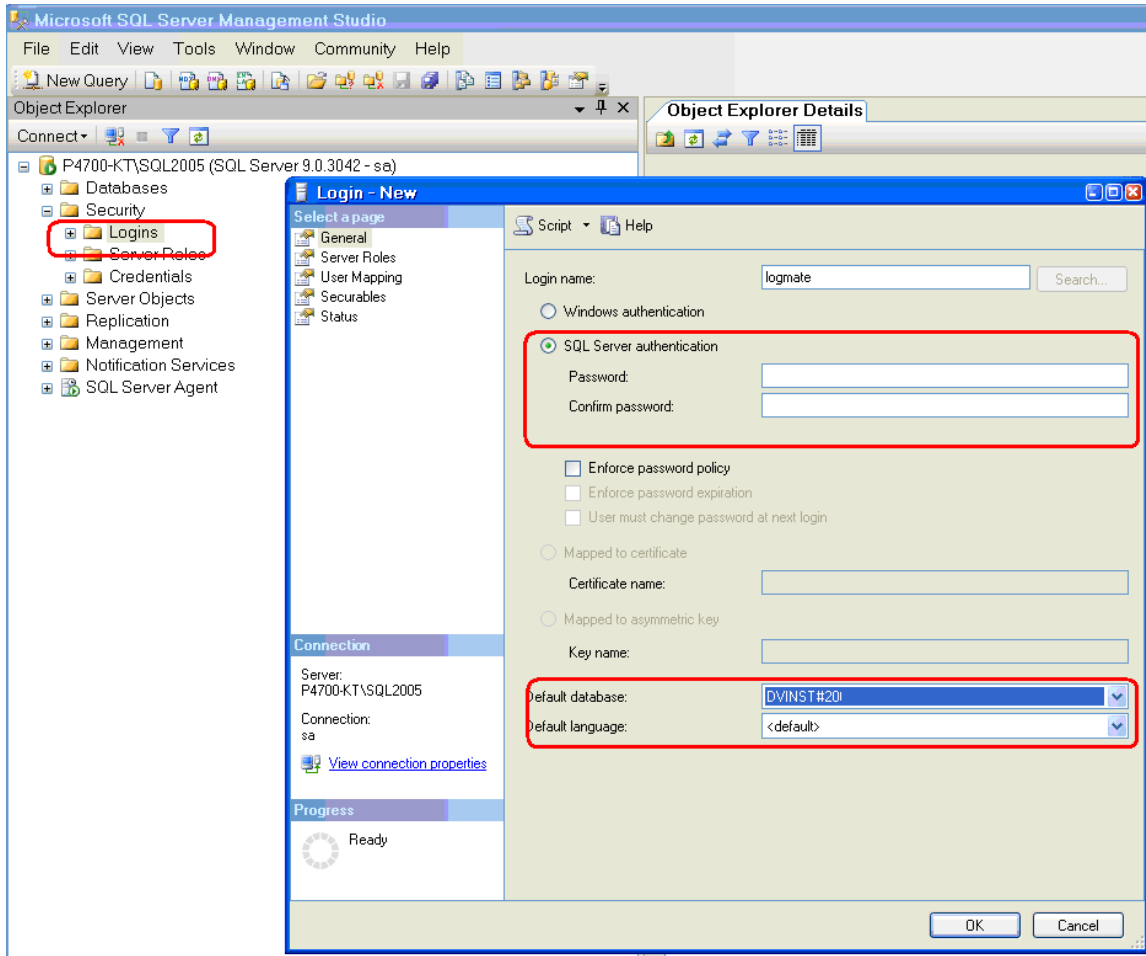 Microsoft SQL Server Management Studio
File Edit View Tools Window Community Help
New Query
Object Explorer
Connect
P4700-KT\SQL2005 (SQL Server 9.0.3042 - sa)
Databases
Security
Logins
Server Roles
Credentials
Server Objects
Replication
Management
Notification Services
SQL Server Agent
Object Explorer Details
Login - New
Select a page
General
Server Roles
User Mapping
Securables
Status
Script Help
Login name: logmate Search...
Windows authentication
SQL Server authentication
Password:
Confirm password:
Enforce password policy
Enforce password expiration
User must change password at next login
Mapped to certificate
Certificate name:
Mapped to asymmetric key
Key name:
Default database: DVINST#20
Default language: <default>
Connection
Server:
P4700-KT\SQL2005
Connection:
sa
View connection properties
Progress
Ready
OK Cancel